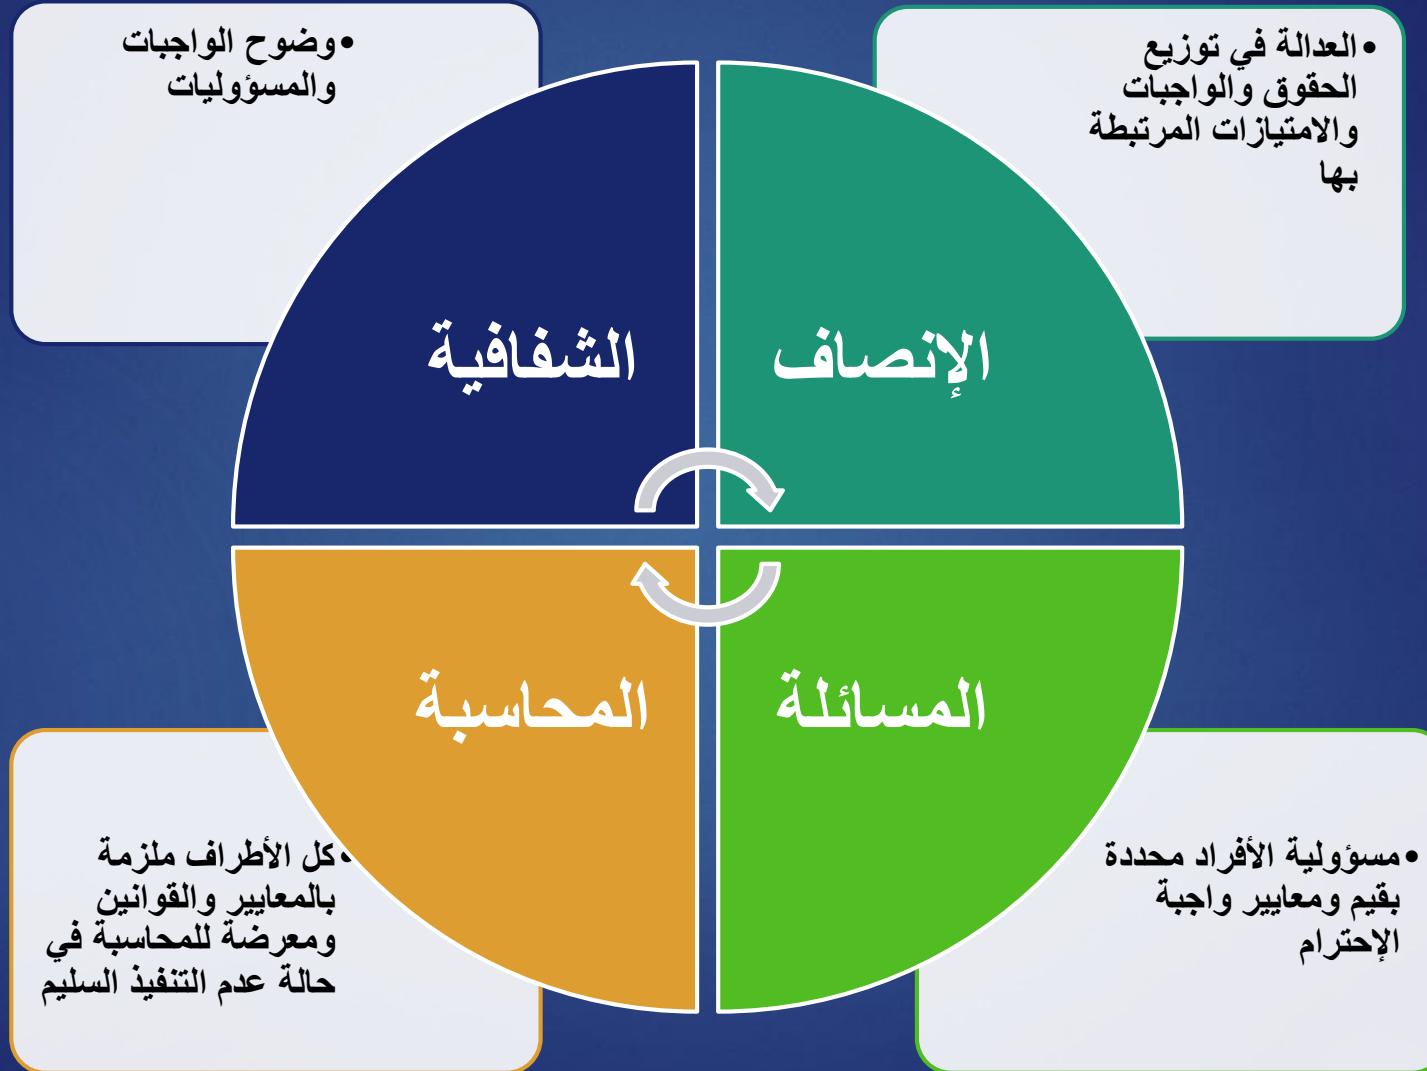 العدالة في توزيع
الحقوق والواجبات
والامتيازات المرتبطة
بها
وضوح الواجبات
والمسؤوليات
الإنصاف
الشفافية
المسائلة
المحاسبة
مسؤولية الأفراد محددة
بقيم ومعايير واجبة
الإحترام
كل الأطراف ملزمة
بالمعايير والقوانين
ومعرضة للمحاسبة في
حالة عدم التنفيذ السليم